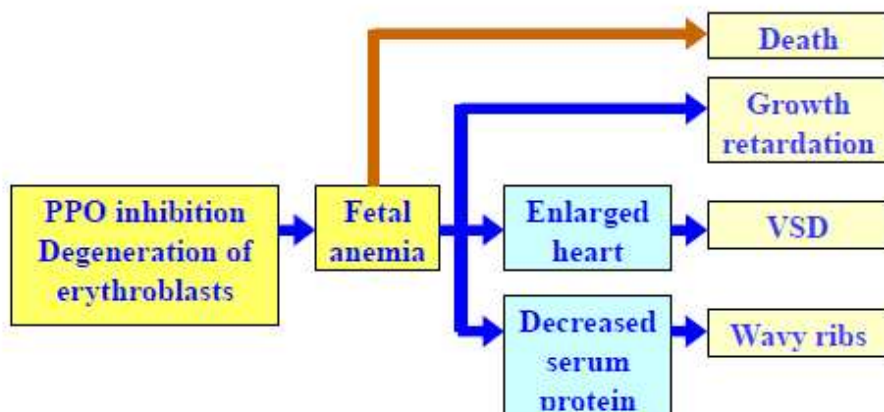 Death
Growth
retardation
PPO inhibition
Degeneration of
erythroblasts
Fetal
anemia
Enlarged
heart
VSD
Decreased
serum
protein
Wavy ribs